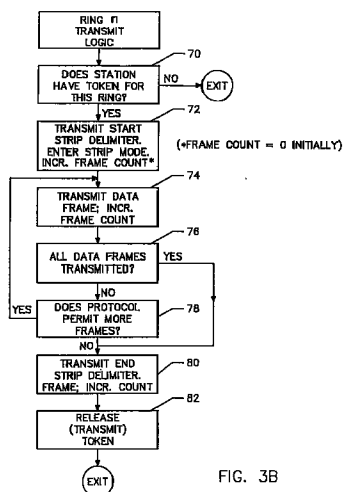 RING n
TRANSMIT
LOGIC
70
DOES STATION
HAVE TOKEN FOR
THIS RING?
NO
EXIT
YES
72
TRANSMIT START
STRIP DELIMITER.
ENTER STRIP MODE.
INCR. FRAME COUNT*
(*FRAME COUNT = 0 INITIALLY)
74
TRANSMIT DATA
FRAME; INCR.
FRAME COUNT
76
ALL DATA FRAMES
TRANSMITTED?
YES
NO
78
YES
DOES PROTOCOL
PERMIT MORE
FRAMES?
NO
80
TRANSMIT END
STRIP DELIMITER.
FRAME; INCR. COUNT
82
RELEASE
(TRANSMIT)
TOKEN
EXIT
FIG. 3B